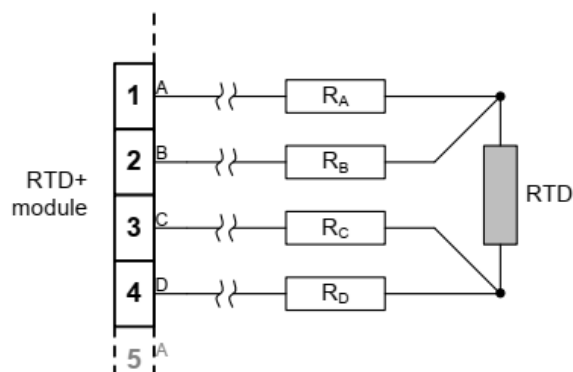 1 A R_A
2 B R_B
RTD+
module
RTD
3 C R_C
4 D R_D
5 A